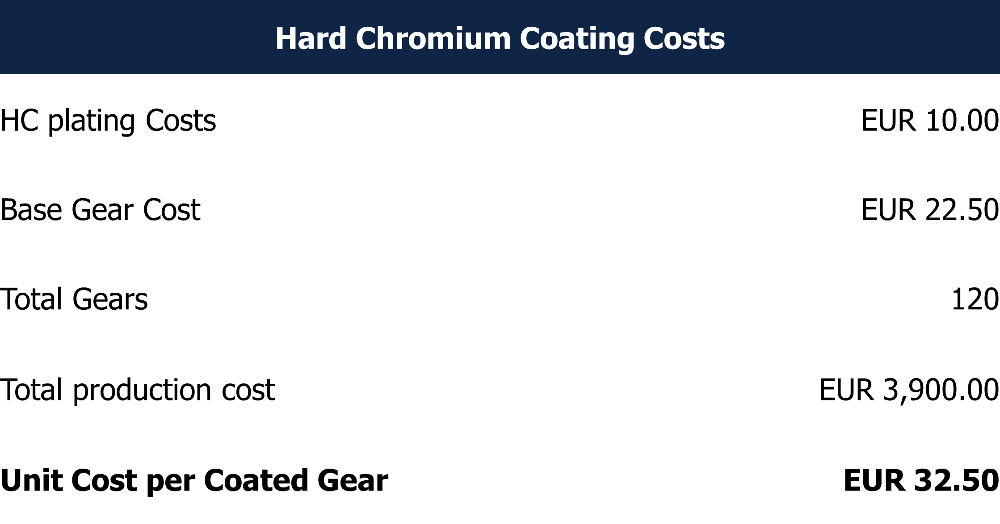 Hard Chromium Coating Costs
HC plating Costs EUR 10.00
Base Gear Cost EUR 22.50
Total Gears 120
Total production cost EUR 3,900.00
Unit Cost per Coated Gear EUR 32.50